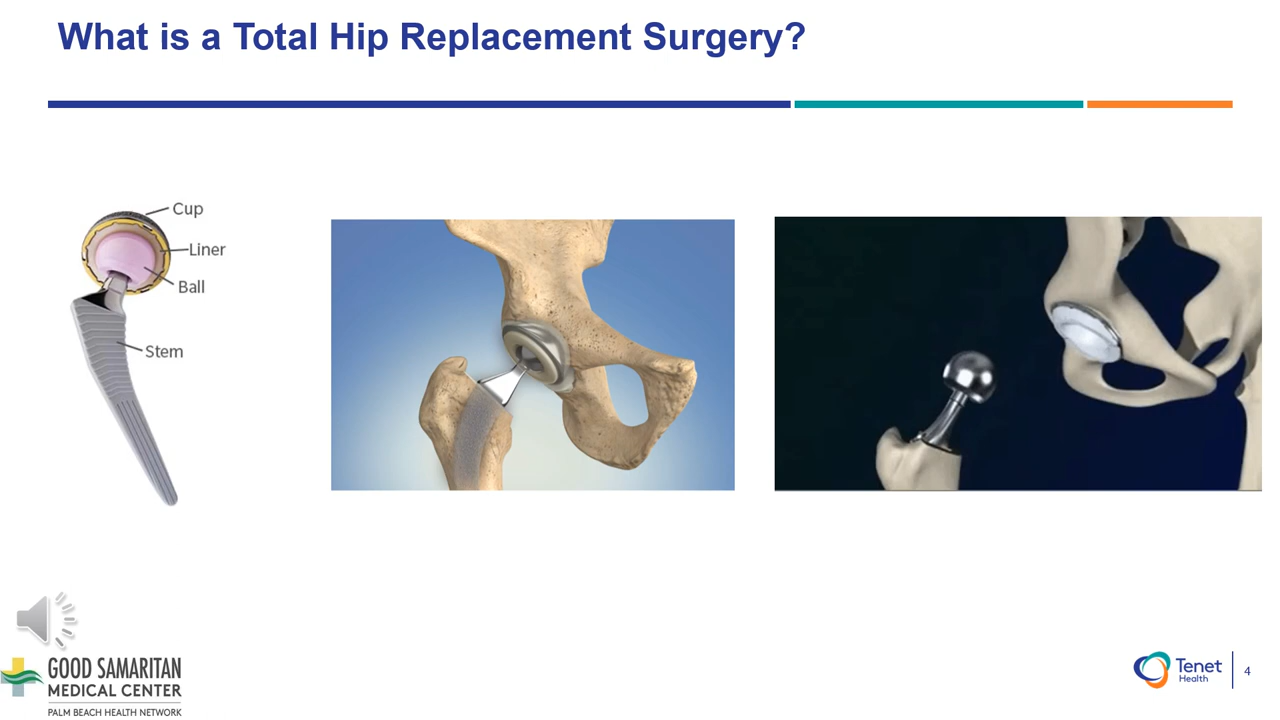 What is a Total Hip Replacement Surgery?
Cup
Liner
Ball
Stem
GOOD SAMARITAN
MEDICAL CENTER
PALM BEACH HEALTH NETWORK
Tenet
Health
4